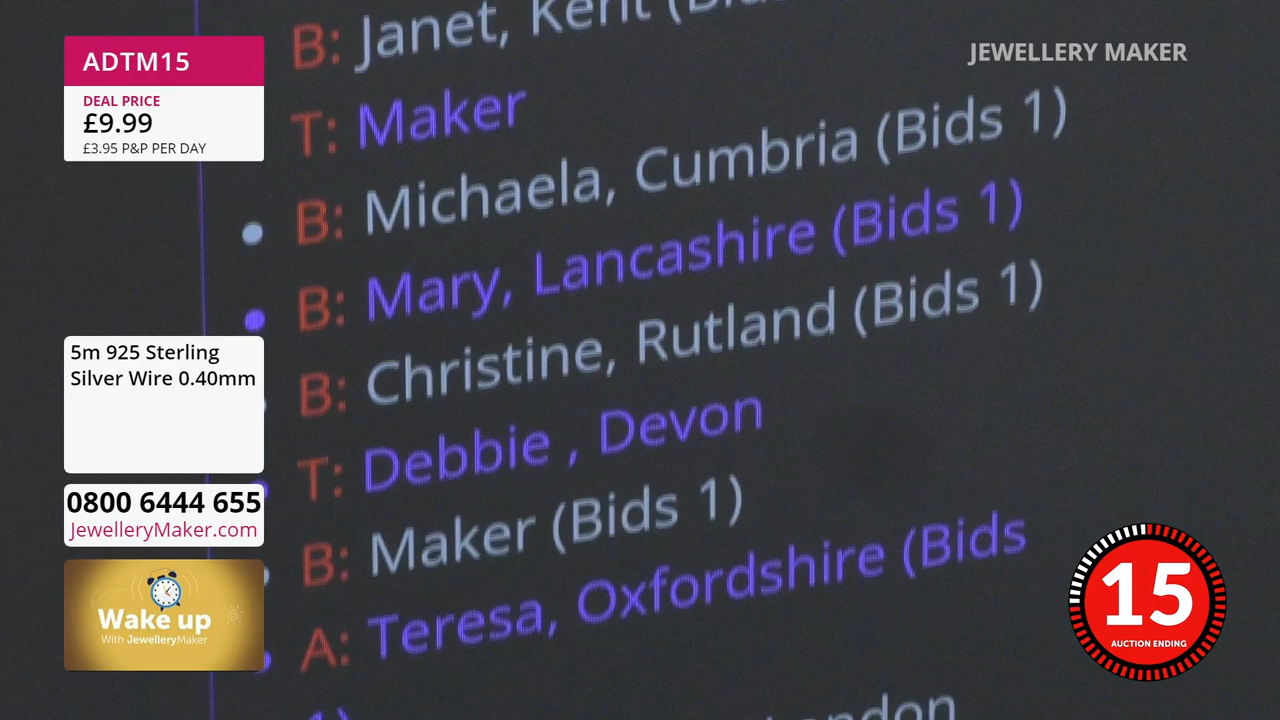 ADTM15
DEAL PRICE
£9.99
£3.95 P&P PER DAY
JEWELLERY MAKER
B: Janet, Kent
T: Maker
B: Michaela, Cumbria (Bids 1)
B: Mary, Lancashire (Bids 1)
B: Christine, Rutland (Bids 1)
T: Debbie , Devon
B: Maker (Bids 1)
A: Teresa, Oxfordshire (Bids
5m 925 Sterling
Silver Wire 0.40mm
0800 6444 655
JewelleryMaker.com
Wake up
With JewelleryMaker
15
AUCTION ENDING